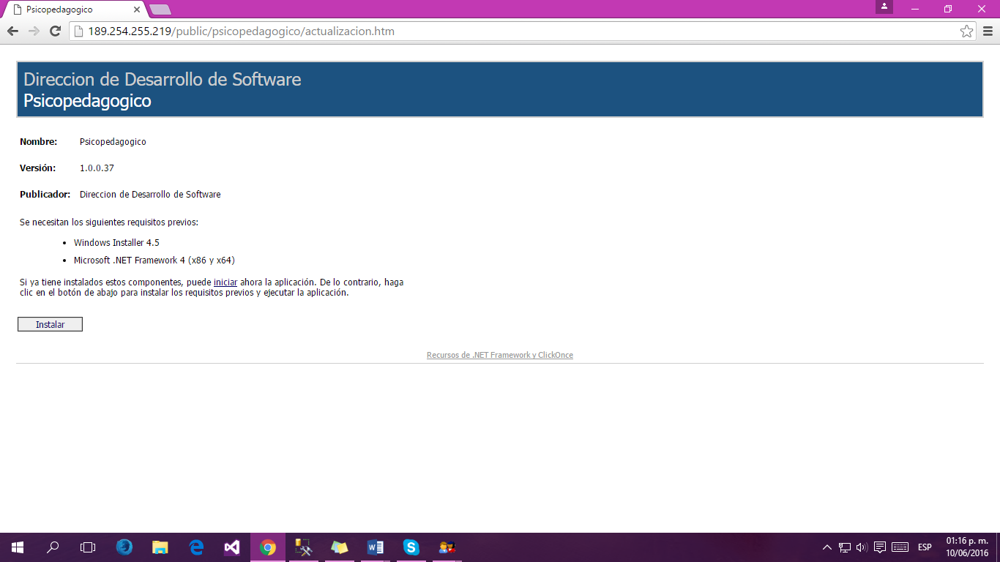 Psicopedagogico
189.254.255.219/public/psicopedagogico/actualizacion.htm
Direccion de Desarrollo de Software
Psicopedagogico
Nombre: Psicopedagogico
Versión: 1.0.0.37
Publicador: Direccion de Desarrollo de Software
Se necesitan los siguientes requisitos previos:
• Windows Installer 4.5
• Microsoft .NET Framework 4 (x86 y x64)
Si ya tiene instalados estos componentes, puede iniciar ahora la aplicación. De lo contrario, haga
clic en el botón de abajo para instalar los requisitos previos y ejecutar la aplicación.
Instalar
Recursos de .NET Framework y ClickOnce
ESP
01:16 p. m.
10/06/2016